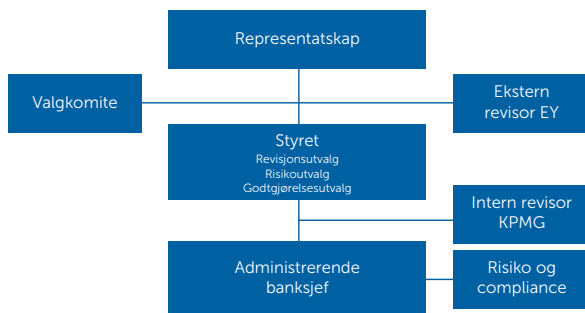 Representatskap
Valgkomite
Ekstern
revisor EY
Styret
Revisjonsutvalg
Risikoutvalg
Godtgjørelsesutvalg
Intern revisor
KPMG
Administrerende
banksjef
Risiko og
compliance